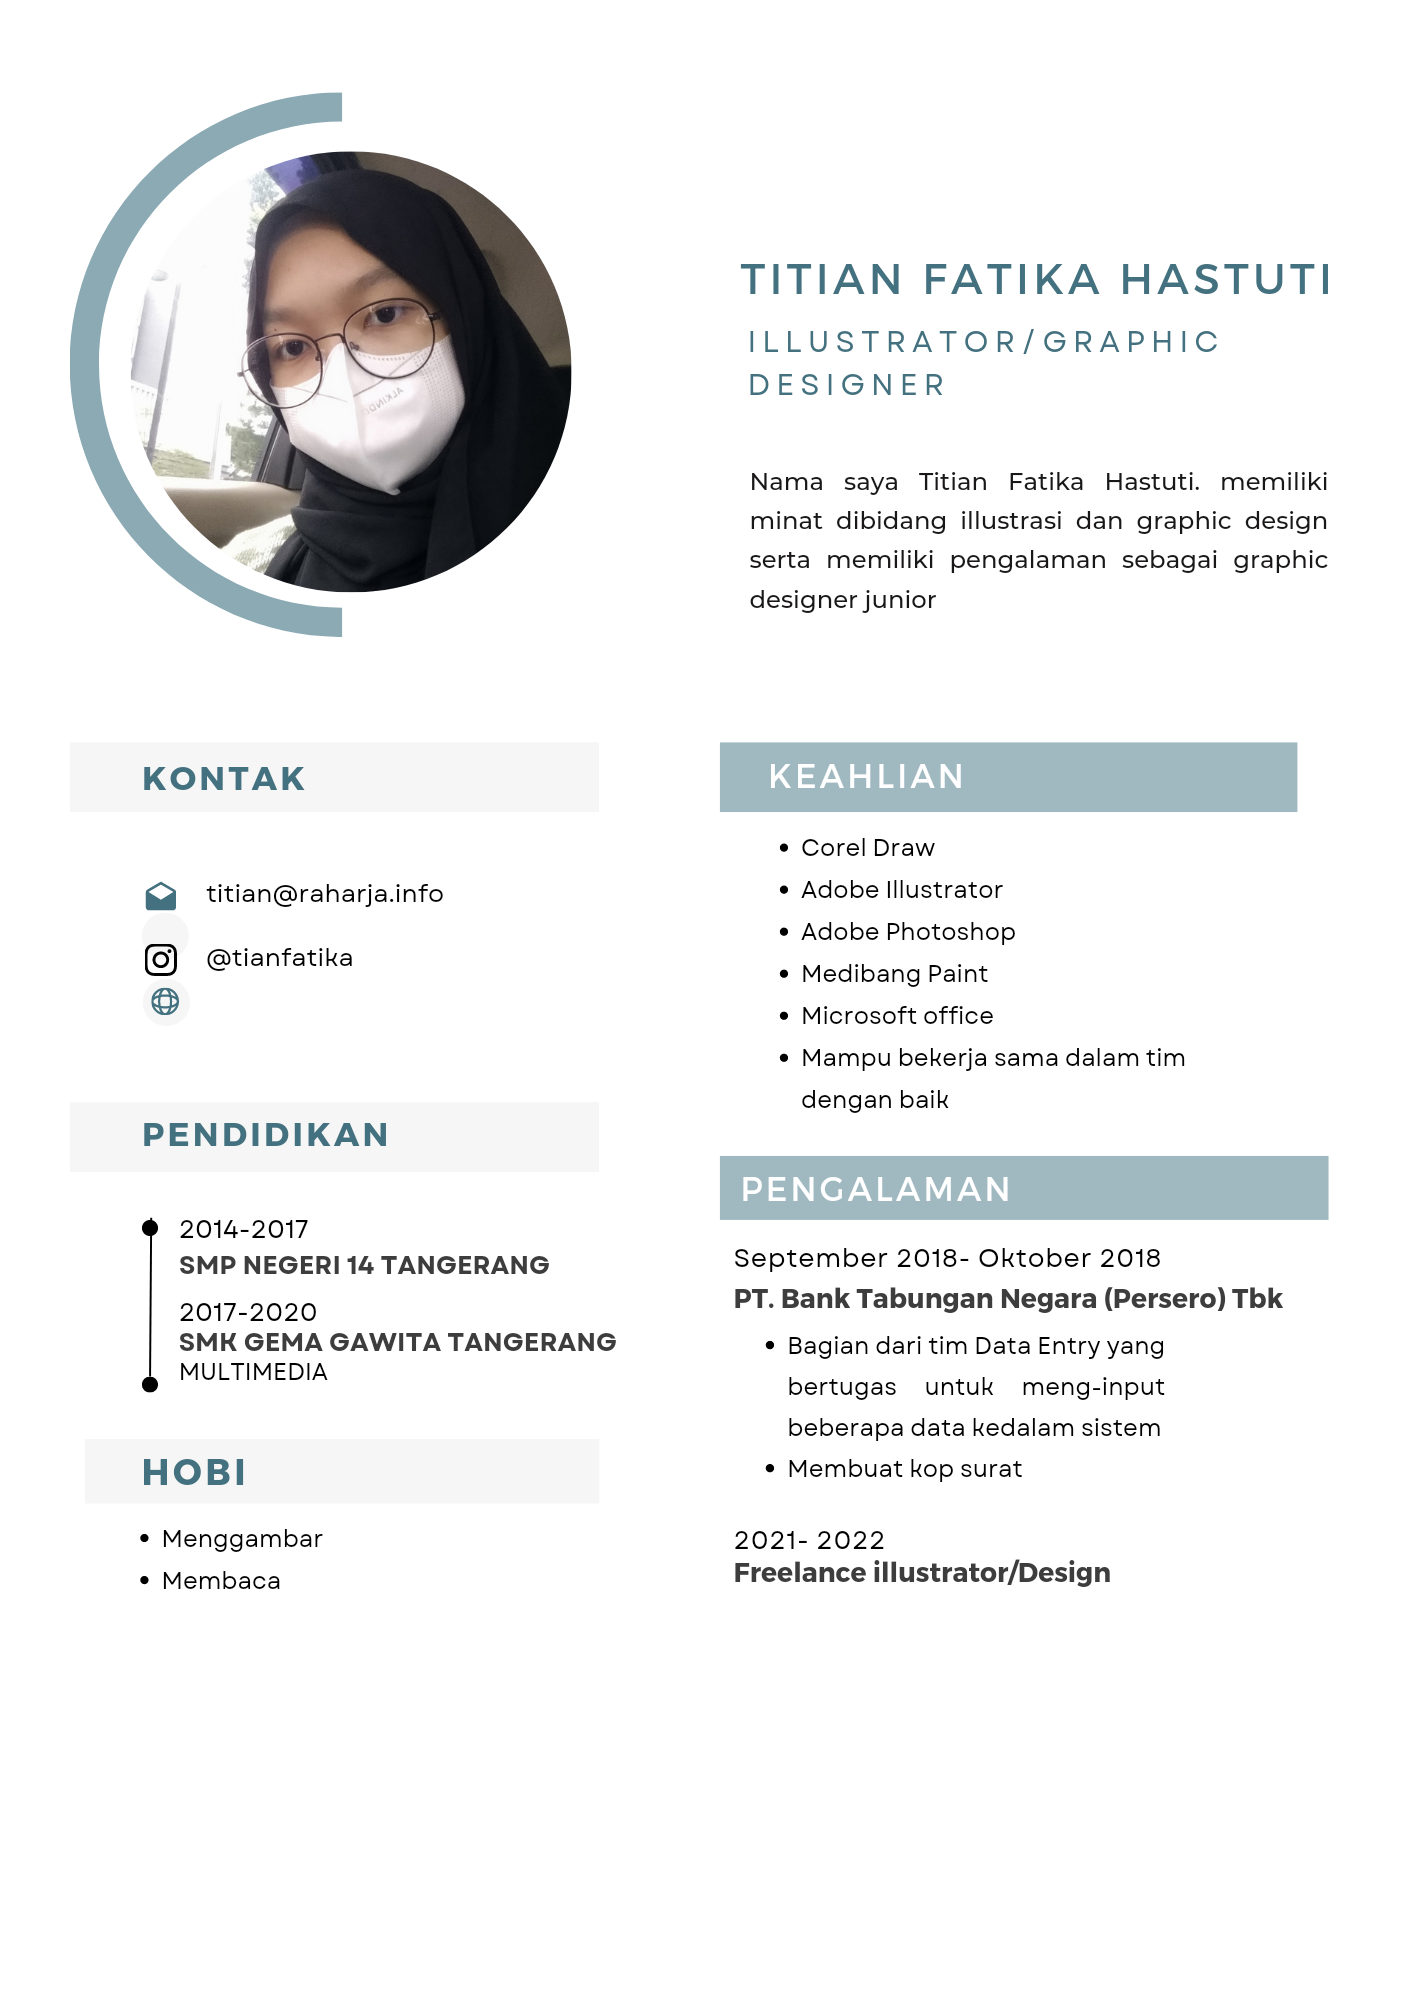 TITIAN FATIKA HASTUTI
ILLUSTRATOR/GRAPHIC
DESIGNER
Nama saya Titian Fatika Hastuti. memiliki
minat dibidang illustrasi dan graphic design
serta memiliki pengalaman sebagai graphic
designer junior
KONTAK
titian@raharja.info
@tianfatika
PENDIDIKAN
2014-2017
SMP NEGERI 14 TANGERANG
2017-2020
SMK GEMA GAWITA TANGERANG
MULTIMEDIA
HOBI
• Menggambar
• Membaca
KEAHLIAN
• Corel Draw
• Adobe Illustrator
• Adobe Photoshop
• Medibang Paint
• Microsoft office
• Mampu bekerja sama dalam tim
dengan baik
PENGALAMAN
September 2018- Oktober 2018
PT. Bank Tabungan Negara (Persero) Tbk
• Bagian dari tim Data Entry yang
bertugas untuk meng-input
beberapa data kedalam sistem
• Membuat kop surat
2021- 2022
Freelance illustrator/Design